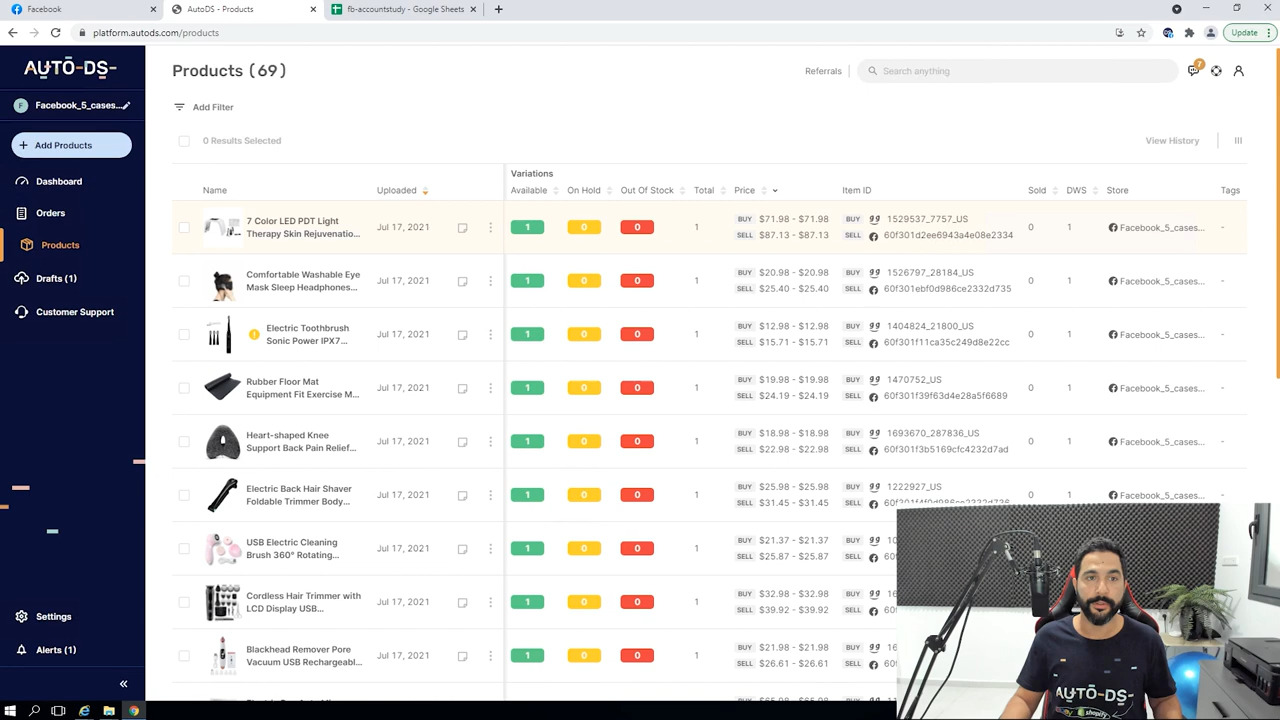 Facebook
AutoDS - Products
fb-accountstudy - Google Sheets
platform.autods.com/products
Update
AUTO-DS-
Products (69)
Referrals
Search anything
7
F Facebook_5_cases...
Add Filter
+ Add Products
0 Results Selected
View History
Dashboard
Orders
Products
Drafts (1)
Customer Support
Settings
Alerts (1)
Variations
Name Uploaded Available On Hold Out Of Stock Total Price Item ID Sold DWS Store Tags
7 Color LED PDT Light
Therapy Skin Rejuvenatio...
Jul 17, 2021 1 0 0 1
BUY $71.98 - $71.98 BUY 1529537_7757_US
SELL $87.13 - $87.13 SELL 60f301d2ee6943a4e08e2334
0 1 Facebook_5_cases... -
Comfortable Washable Eye
Mask Sleep Headphones...
Jul 17, 2021 1 0 0 1
BUY $20.98 - $20.98 BUY 1526797_28184_US
SELL $25.40 - $25.40 SELL 60f301ebf0d986ce2332d735
0 1 Facebook_5_cases... -
Electric Toothbrush
Sonic Power IPX7...
Jul 17, 2021 1 0 0 1
BUY $12.98 - $12.98 BUY 1404824_21800_US
SELL $15.71 - $15.71 SELL 60f301f11ca35c249d8e22cc
0 1 Facebook_5_cases... -
Rubber Floor Mat
Equipment Fit Exercise M...
Jul 17, 2021 1 0 0 1
BUY $19.98 - $19.98 BUY 1470752_US
SELL $24.19 - $24.19 SELL 60f301f39f63d4e28a5f6689
0 1 Facebook_5_cases... -
Heart-shaped Knee
Support Back Pain Relief...
Jul 17, 2021 1 0 0 1
BUY $18.98 - $18.98 BUY 1693670_287836_US
SELL $22.98 - $22.98 SELL 60f301f3b5169cfc4232d7ad
0 1 Facebook_5_cases... -
Electric Back Hair Shaver
Foldable Trimmer Body...
Jul 17, 2021 1 0 0 1
BUY $25.98 - $25.98 BUY 1222927_US
SELL $31.45 - $31.45 SELL
0 1 Facebook_5_cases... -
USB Electric Cleaning
Brush 360° Rotating...
Jul 17, 2021 1 0 0 1
BUY $21.37 - $21.37 BUY
SELL $25.87 - $25.87 SELL
Cordless Hair Trimmer with
LCD Display USB...
Jul 17, 2021 1 0 0 1
BUY $32.98 - $32.98 BUY
SELL $39.92 - $39.92 SELL
Blackhead Remover Pore
Vacuum USB Rechargeabl...
Jul 17, 2021 1 0 0 1
BUY $21.98 - $21.98 BUY
SELL $26.61 - $26.61 SELL
AUTO-DS-
shopify